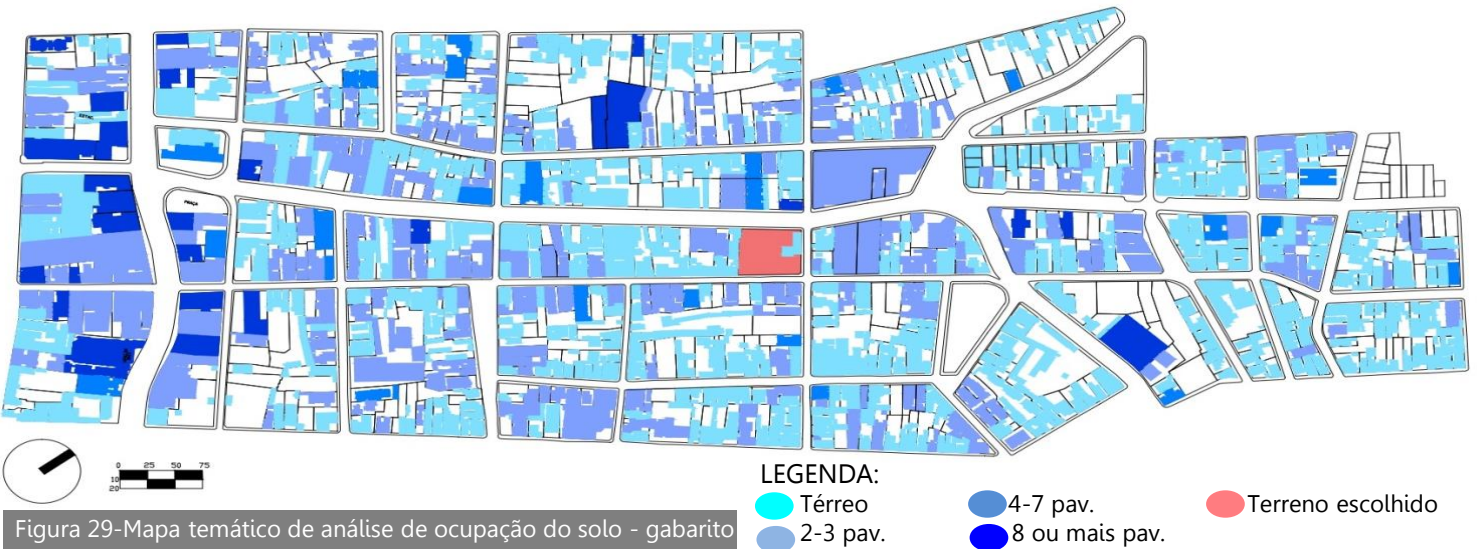 PRAÇA
0 25 50 75
10
20
LEGENDA:
Térreo
4-7 pav.
Terreno escolhido
2-3 pav.
8 ou mais pav.
Figura 29-Mapa temático de análise de ocupação do solo - gabarito